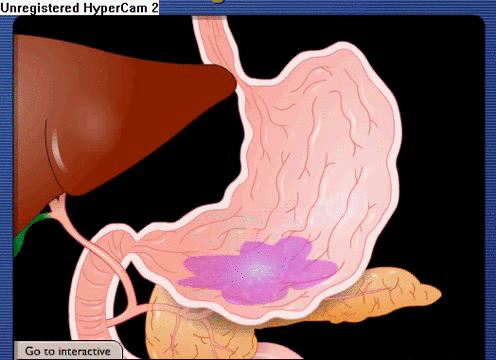 Unregistered HyperCam 2
Go to interactive